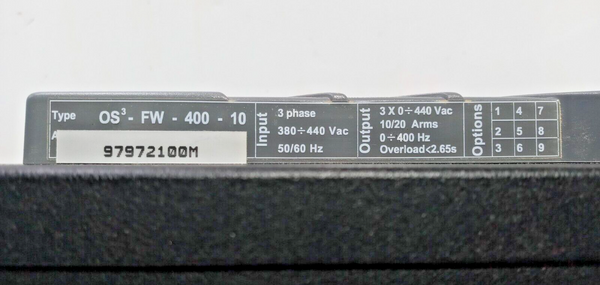 Type OS³- FW - 400 - 10
A
97972100M
Input
3 phase
380÷440 Vac
50/60 Hz
Output
3 X 0÷440 Vac
10/20 Arms
0÷400 Hz
Overload<2.65s
Options
1 4 7
2 5 8
3 6 9